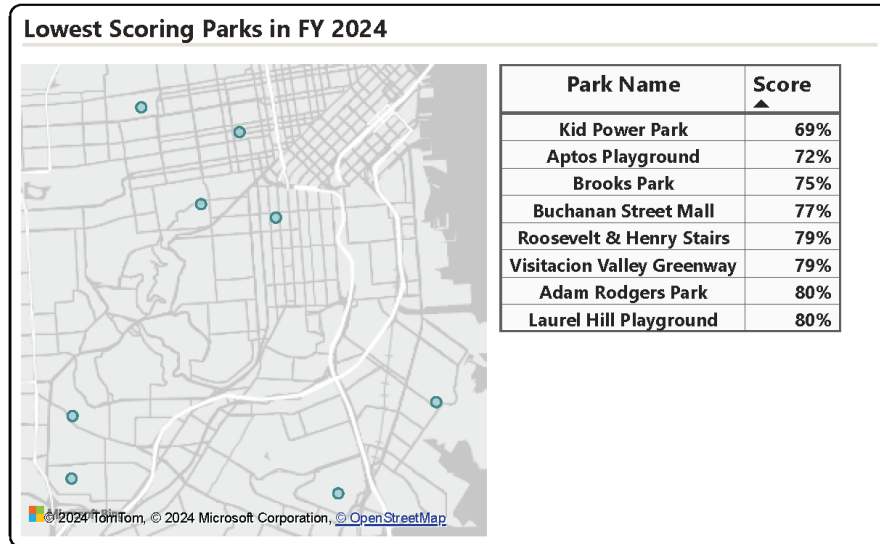 Lowest Scoring Parks in FY 2024
Park Name Score
Kid Power Park 69%
Aptos Playground 72%
Brooks Park 75%
Buchanan Street Mall 77%
Roosevelt & Henry Stairs 79%
Visitacion Valley Greenway 79%
Adam Rodgers Park 80%
Laurel Hill Playground 80%
Microsoft Bing
© 2024 TomTom, © 2024 Microsoft Corporation, © OpenStreetMap